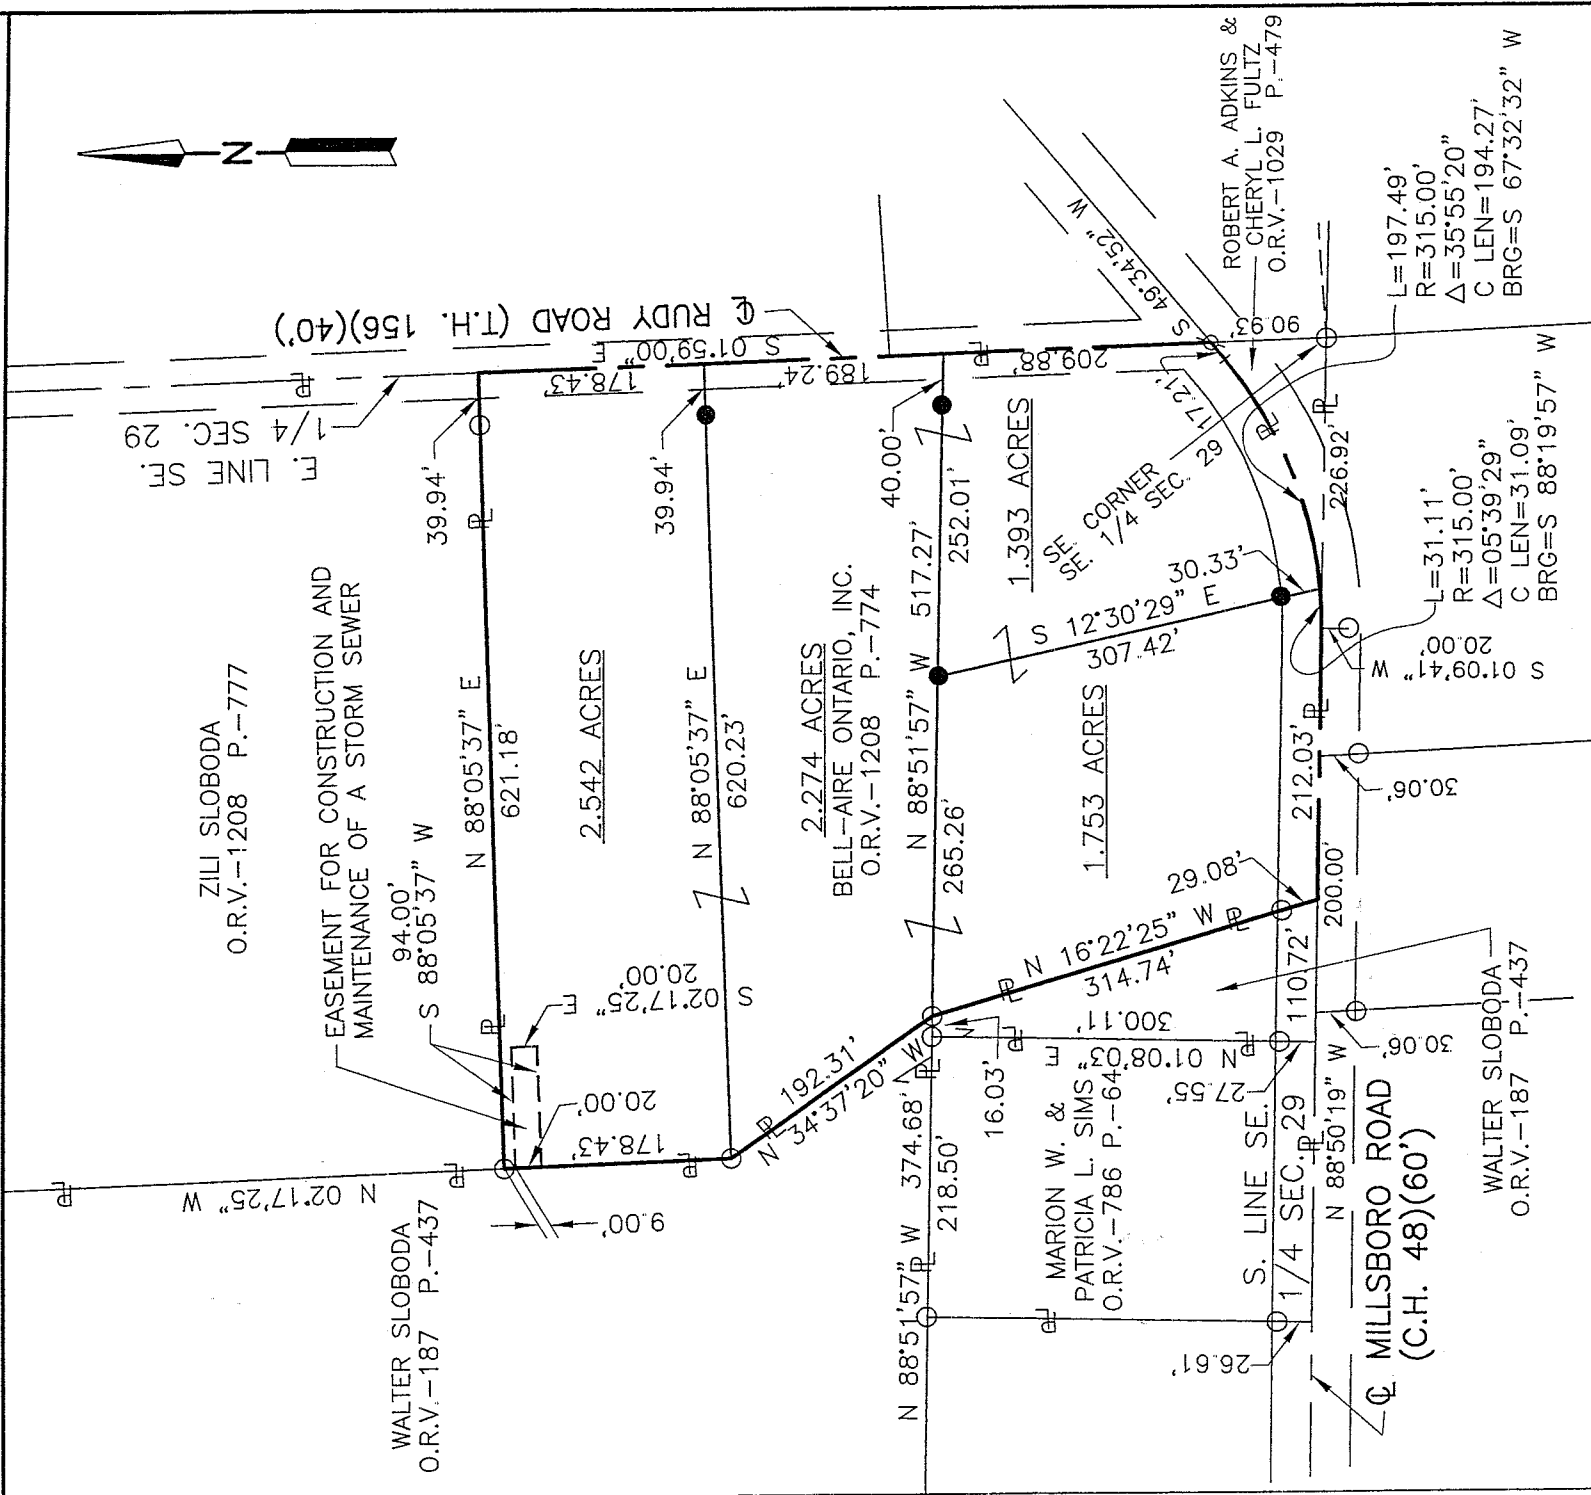 N
ROBERT A. ADKINS &
CHERYL L. FULTZ
O.R.V.-1029 P.-479
S 49°34'52" W
90.93'
L=197.49'
R=315.00'
Δ=35°55'20"
C LEN=194.27'
BRG=S 67°32'32" W
℄ RUDY ROAD (T.H. 156)(40')
S 01°59'00" E
178.43'
189.24'
209.88'
17.21'
E. LINE SE.
1/4 SEC. 29
39.94'
39.94'
40.00'
252.01'
1.393 ACRES
SE. CORNER
SE. 1/4 SEC. 29
226.92'
30.33'
L=31.11'
R=315.00'
Δ=05°39'29"
C LEN=31.09'
BRG=S 88°19'57" W
S 01°09'41" W
20.00'
ZILI SLOBODA
O.R.V.-1208 P.-777
EASEMENT FOR CONSTRUCTION AND
MAINTENANCE OF A STORM SEWER
94.00'
S 88°05'37" W
N 88°05'37" E
621.18'
2.542 ACRES
N 88°05'37" E
620.23'
2.274 ACRES
BELL-AIRE ONTARIO, INC.
O.R.V.-1208 P.-774
N 88°51'57" W 517.27'
265.26'
S 12°30'29" E
307.42'
1.753 ACRES
212.03'
30.06'
29.08'
200.00'
S 02°17'25" E
20.00'
20.00'
178.43'
N 02°17'25" W
9.00'
WALTER SLOBODA
O.R.V.-187 P.-437
192.31'
N 34°37'20" W
N 16°22'25" W
314.74'
300.11'
N 01°08'03" E
16.03'
110.72'
27.55'
30.06'
N 88°51'57" W 374.68'
218.50'
MARION W. &
PATRICIA L. SIMS
O.R.V.-786 P.-64
S. LINE SE.
1/4 SEC. 29
N 88°50'19" W
26.61'
℄ MILLSBORO ROAD
(C.H. 48)(60')
WALTER SLOBODA
O.R.V.-187 P.-437